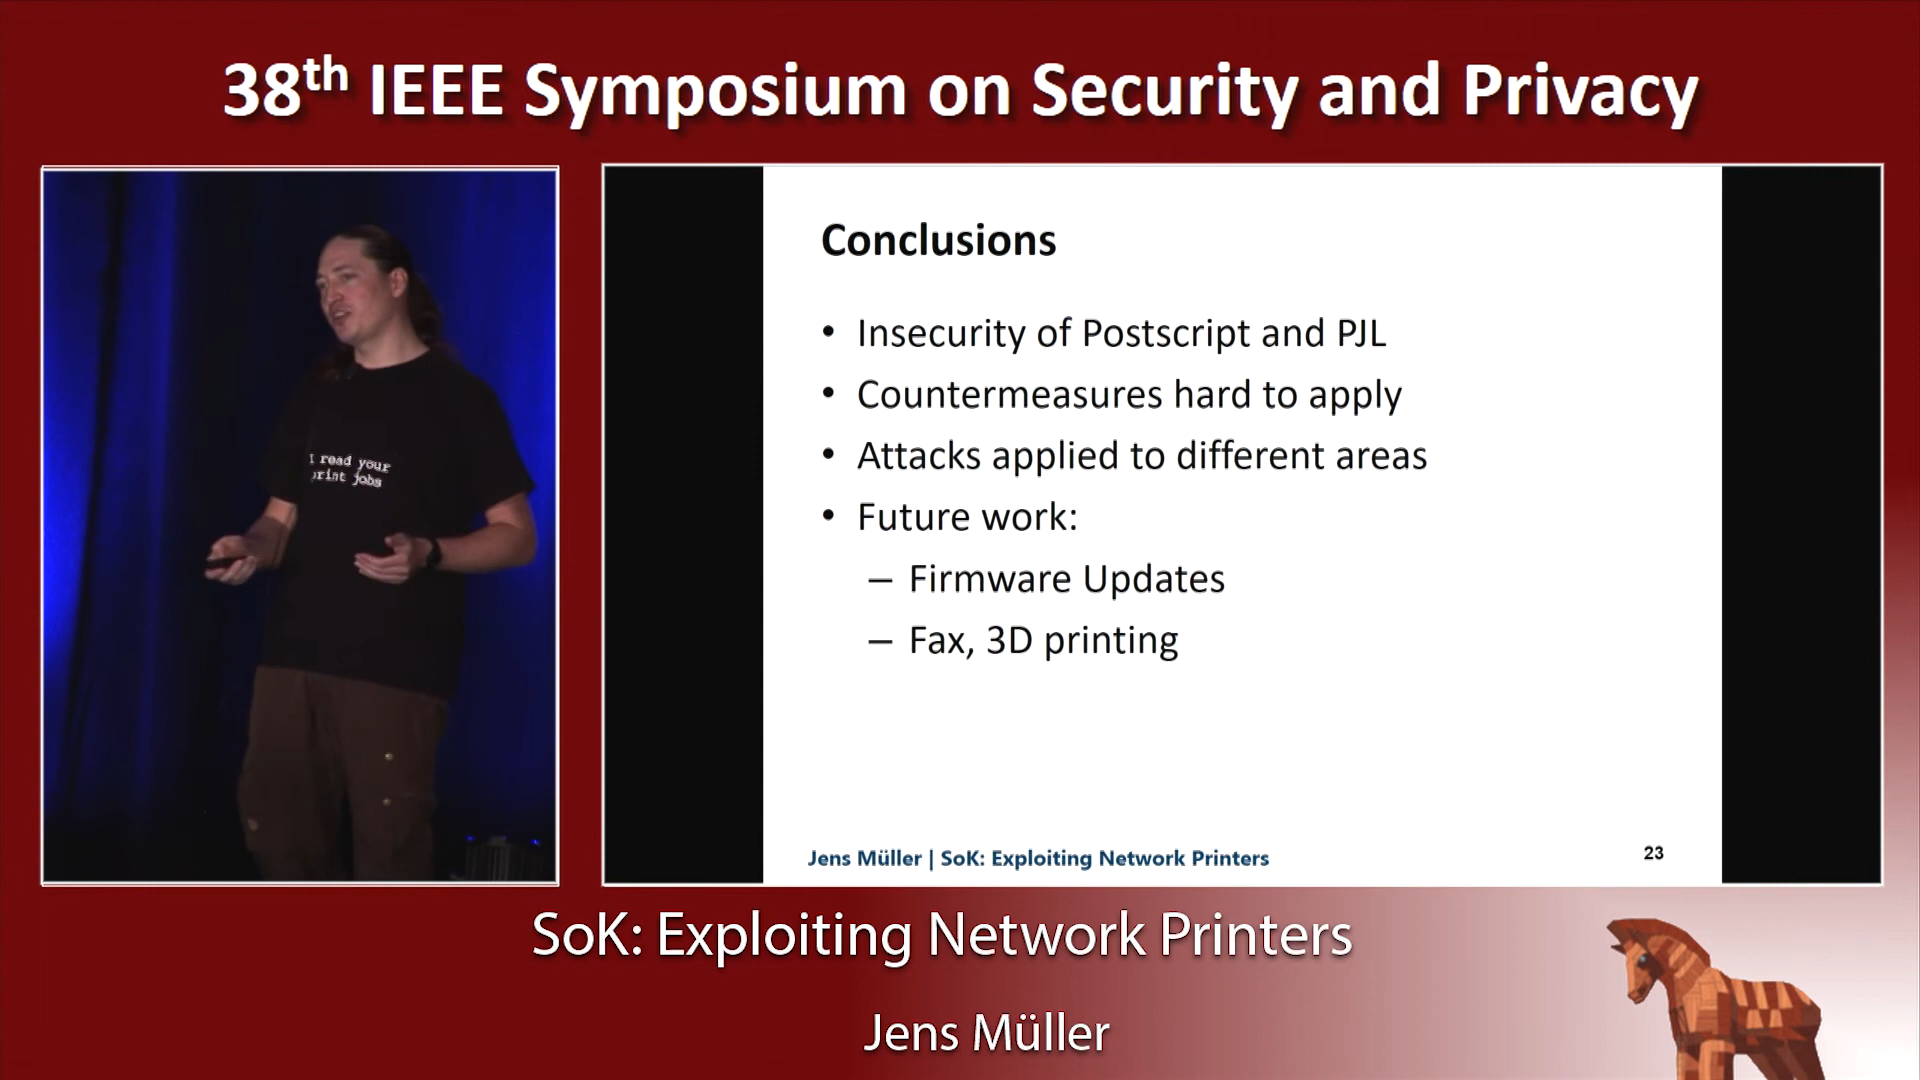 38th IEEE Symposium on Security and Privacy
I read your
print jobs
Conclusions
• Insecurity of Postscript and PJL
• Countermeasures hard to apply
• Attacks applied to different areas
• Future work:
– Firmware Updates
– Fax, 3D printing
Jens Müller | SoK: Exploiting Network Printers
23
SoK: Exploiting Network Printers
Jens Müller